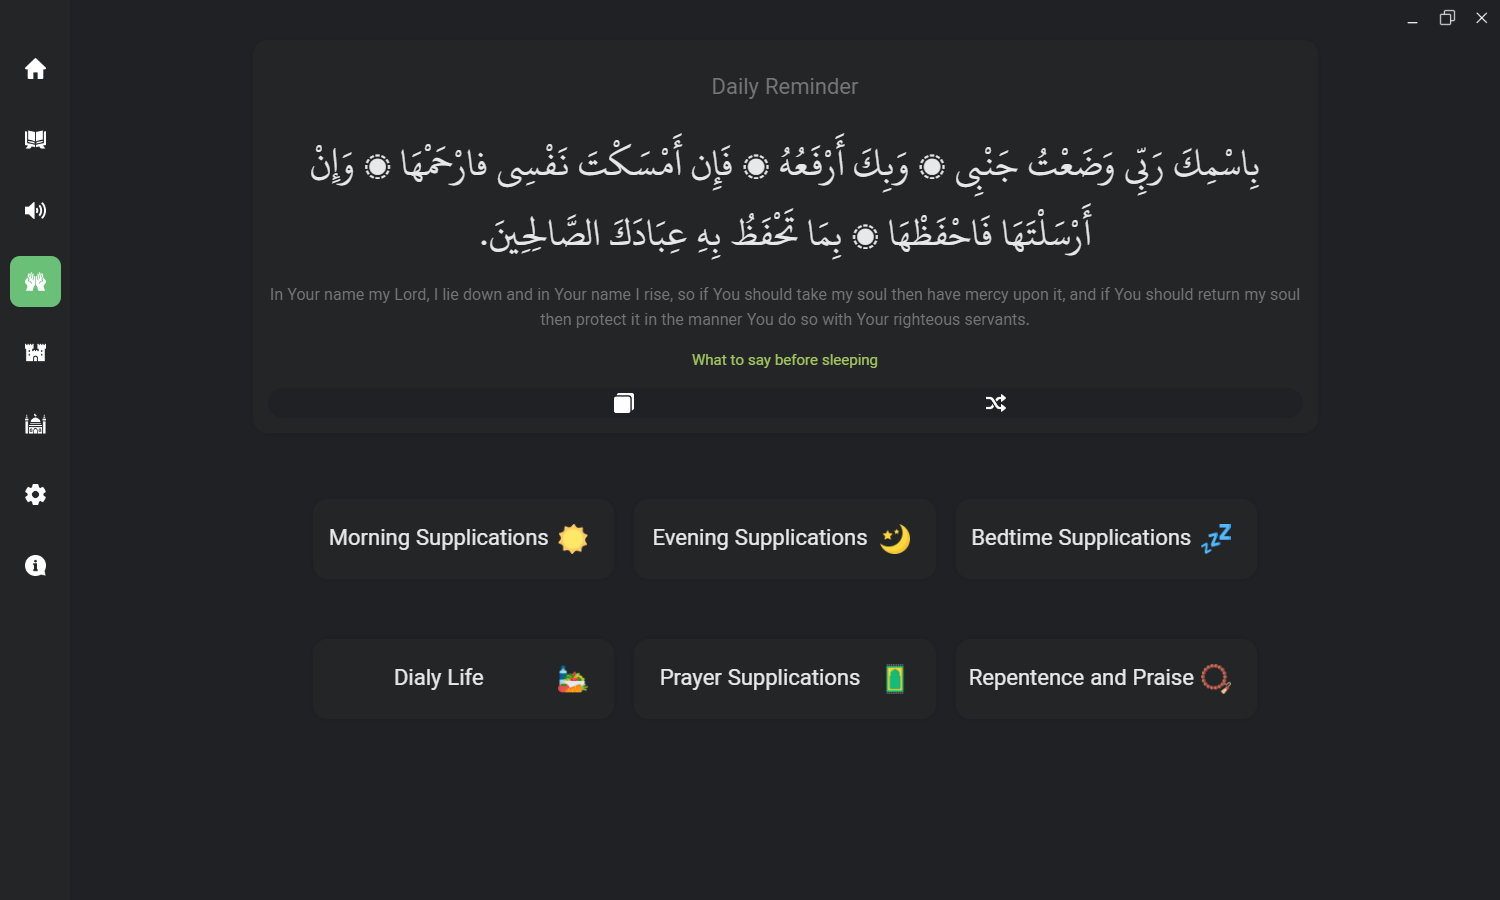 Daily Reminder
بِاسْمِكَ رَبِّي وَضَعْتُ جَنْبِي ۞ وَبِكَ أَرْفَعُهُ ۞ فَإِن أَمْسَكْتَ نَفْسِي فارْحَمْهَا ۞ وَإِنْ
أَرْسَلْتَهَا فَاحْفَظْهَا ۞ بِمَا تَحْفَظُ بِهِ عِبَادَكَ الصَّالِحِينَ.
In Your name my Lord, I lie down and in Your name I rise, so if You should take my soul then have mercy upon it, and if You should return my soul
then protect it in the manner You do so with Your righteous servants.
What to say before sleeping
Morning Supplications
Evening Supplications
Bedtime Supplications
Dialy Life
Prayer Supplications
Repentence and Praise